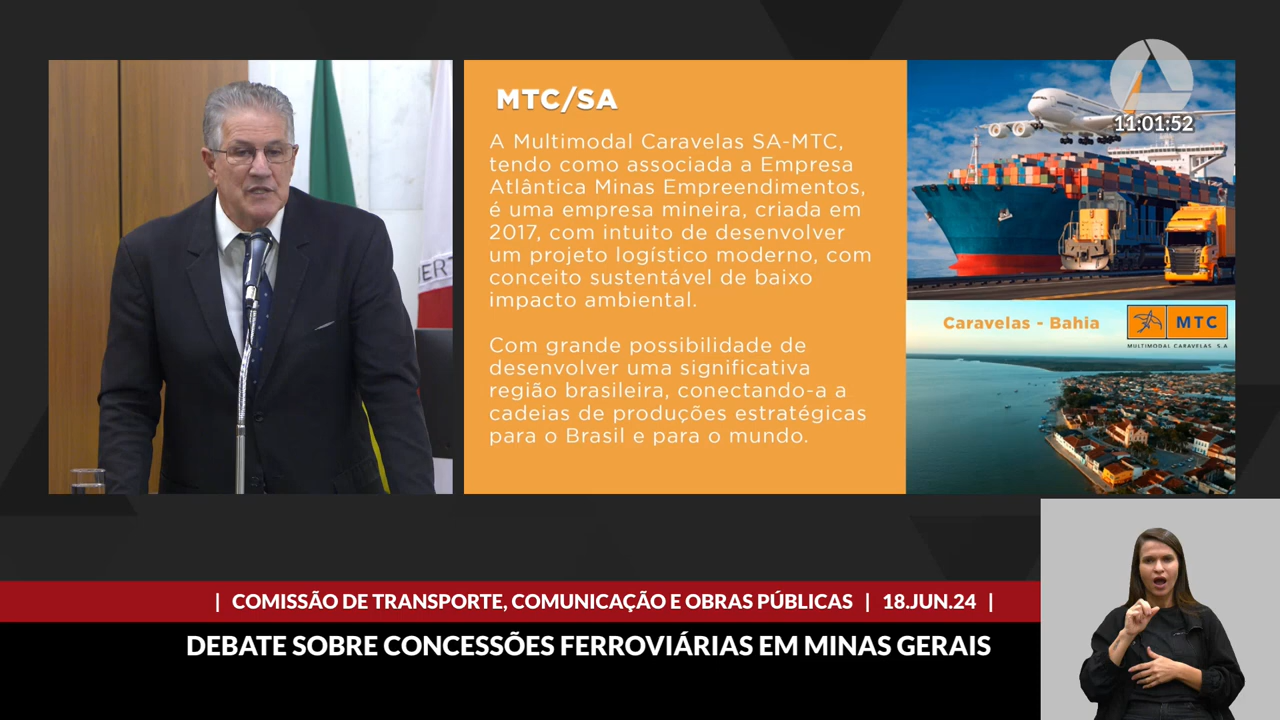 MTC/SA
A Multimodal Caravelas SA-MTC,
tendo como associada a Empresa
Atlântica Minas Empreendimentos,
é uma empresa mineira, criada em
2017, com intuito de desenvolver
um projeto logístico moderno, com
conceito sustentável de baixo
impacto ambiental.
Com grande possibilidade de
desenvolver uma significativa
região brasileira, conectando-a a
cadeias de produções estratégicas
para o Brasil e para o mundo.
11:01:52
Caravelas - Bahia
MTC
MULTIMODAL CARAVELAS S.A
ERT
| COMISSÃO DE TRANSPORTE, COMUNICAÇÃO E OBRAS PÚBLICAS | 18.JUN.24 |
DEBATE SOBRE CONCESSÕES FERROVIÁRIAS EM MINAS GERAIS